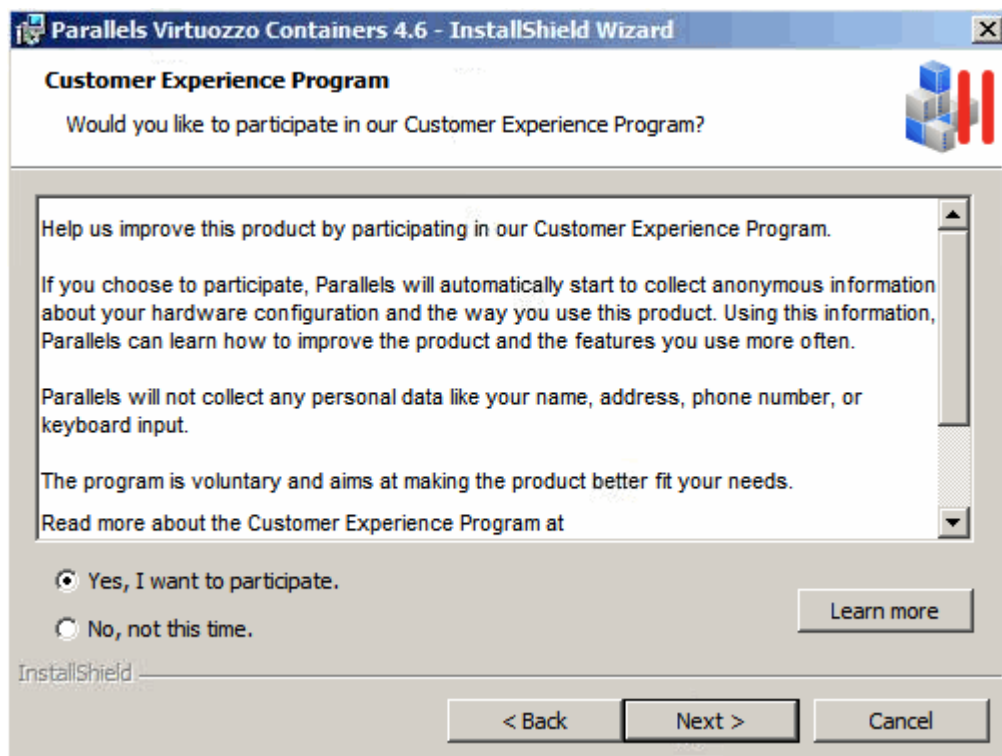 Parallels Virtuozzo Containers 4.6 - InstallShield Wizard
Customer Experience Program
Would you like to participate in our Customer Experience Program?
Help us improve this product by participating in our Customer Experience Program.
If you choose to participate, Parallels will automatically start to collect anonymous information
about your hardware configuration and the way you use this product. Using this information,
Parallels can learn how to improve the product and the features you use more often.
Parallels will not collect any personal data like your name, address, phone number, or
keyboard input.
The program is voluntary and aims at making the product better fit your needs.
Read more about the Customer Experience Program at
Yes, I want to participate.
No, not this time.
Learn more
InstallShield
< Back
Next >
Cancel